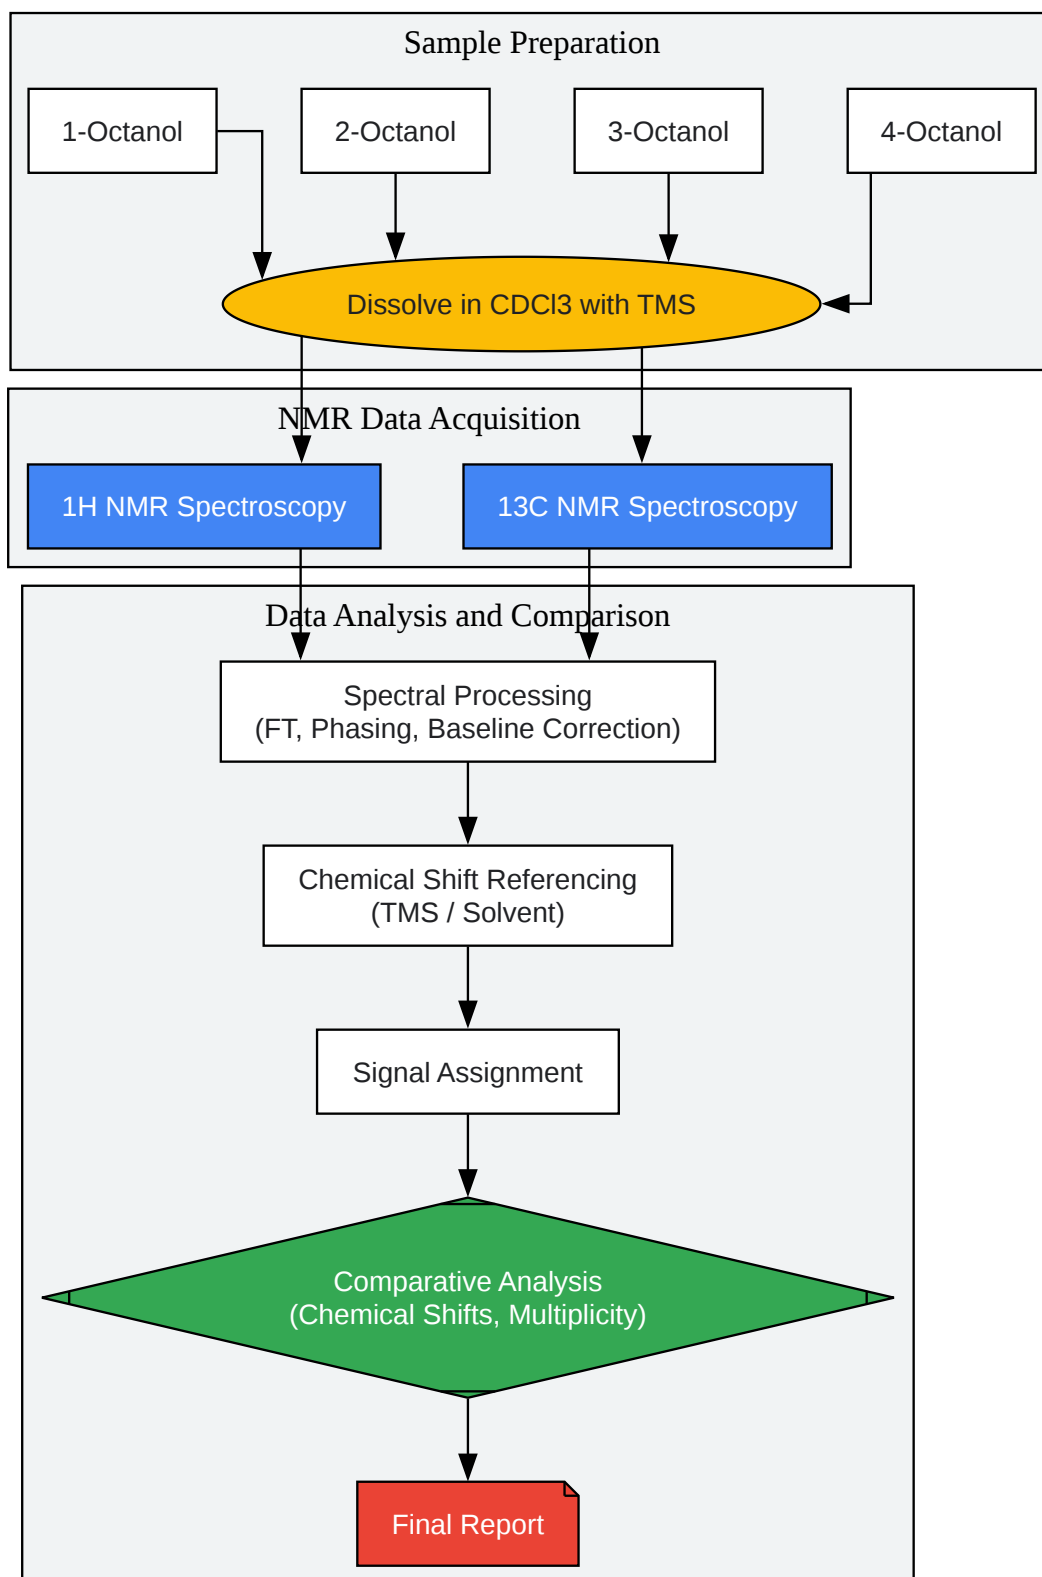 Sample Preparation
1-Octanol
2-Octanol
3-Octanol
4-Octanol
Dissolve in CDCl3 with TMS
NMR Data Acquisition
1H NMR Spectroscopy
13C NMR Spectroscopy
Data Analysis and Comparison
Spectral Processing
(FT, Phasing, Baseline Correction)
Chemical Shift Referencing
(TMS / Solvent)
Signal Assignment
Comparative Analysis
(Chemical Shifts, Multiplicity)
Final Report